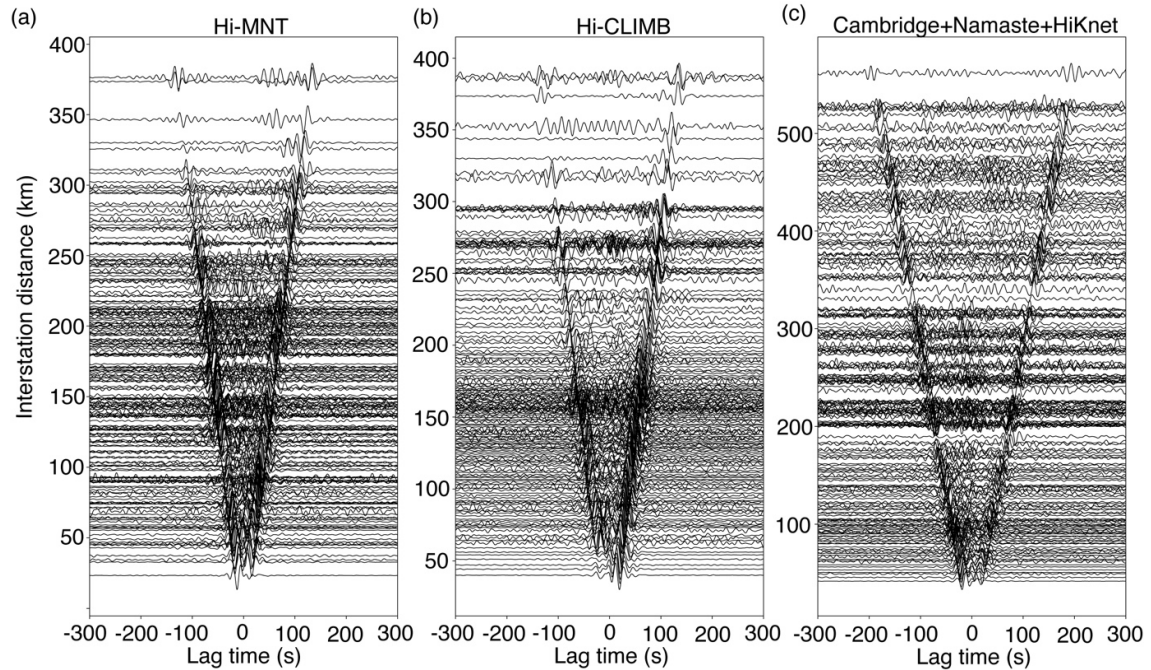 (a)
Hi-MNT
(b)
Hi-CLIMB
(c)
Cambridge+Namaste+HiKnet
Interstation distance (km)
400
350
300
250
200
150
100
50
-300 -200 -100 0 100 200 300
Lag time (s)
400
350
300
250
200
150
100
50
-300 -200 -100 0 100 200 300
Lag time (s)
500
400
300
200
100
-300 -200 -100 0 100 200 300
Lag time (s)